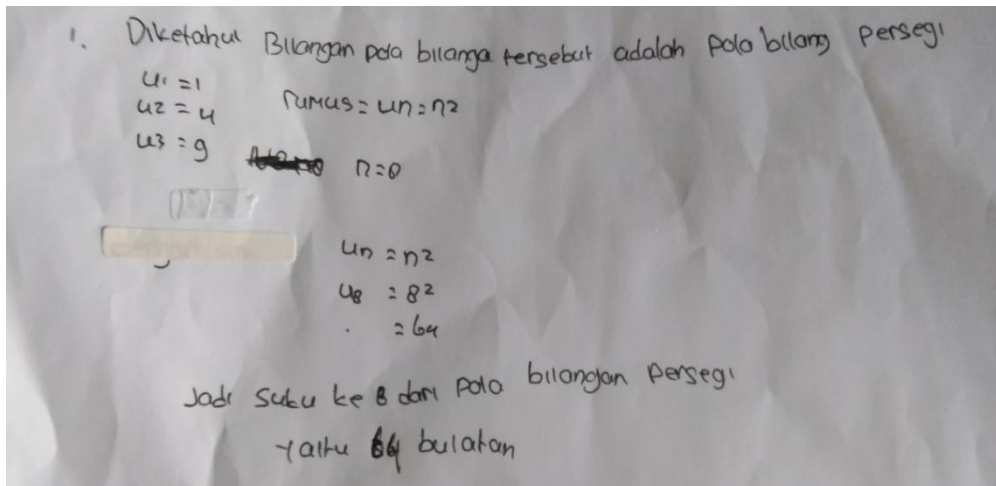 1. Diketahui Bilangan pola bilanga tersebut adalah pola bilang persegi
U1 = 1
U2 = 4 rumus = Un = n2
U3 = 9 n = 8
Un = n2
U8 = 8²
= 64
Jadi suku ke 8 dari pola bilangan persegi
yaitu 64 bulatan